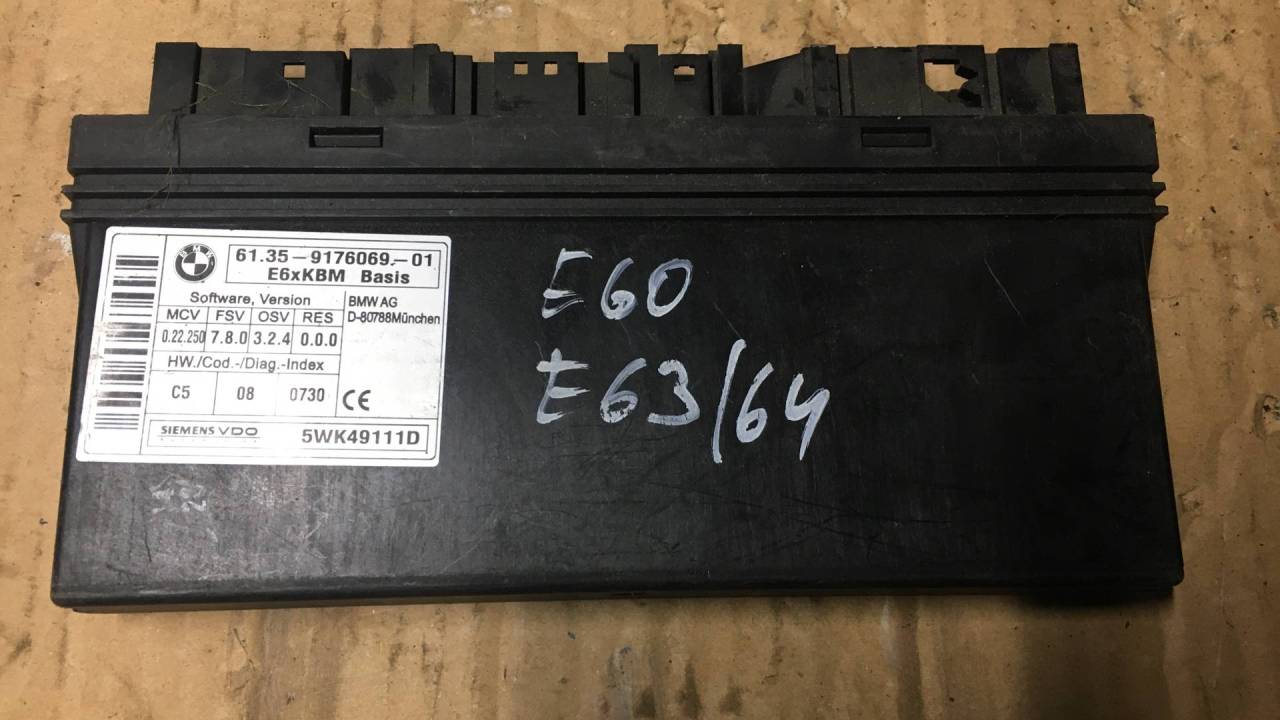 BMW
61.35-9176069.-01
E6xKBM Basis
Software, Version
MCV FSV OSV RES
0.22.250 7.8.0 3.2.4 0.0.0
BMW AG
D-80788München
HW./Cod.-/Diag.-Index
C5 08 0730
CE
SIEMENS VDO
5WK49111D
E60
E63/64